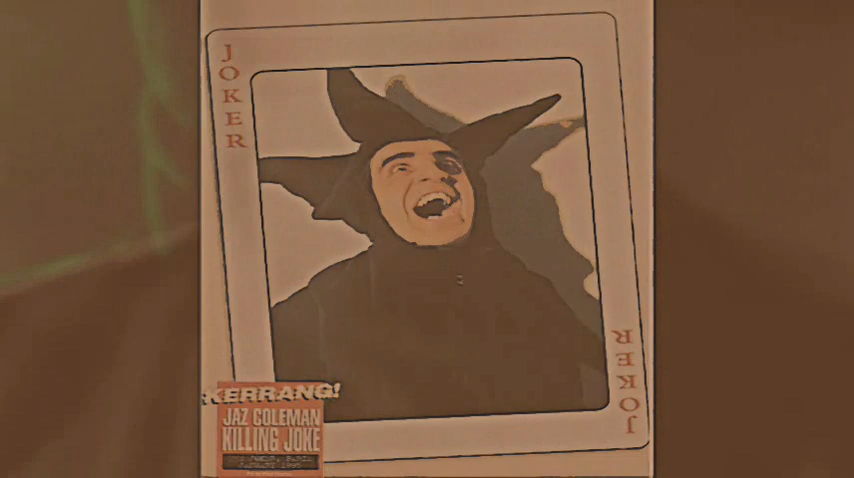 JOKER
KERRANG!
JAZ COLEMAN
KILLING JOKE
JOKER